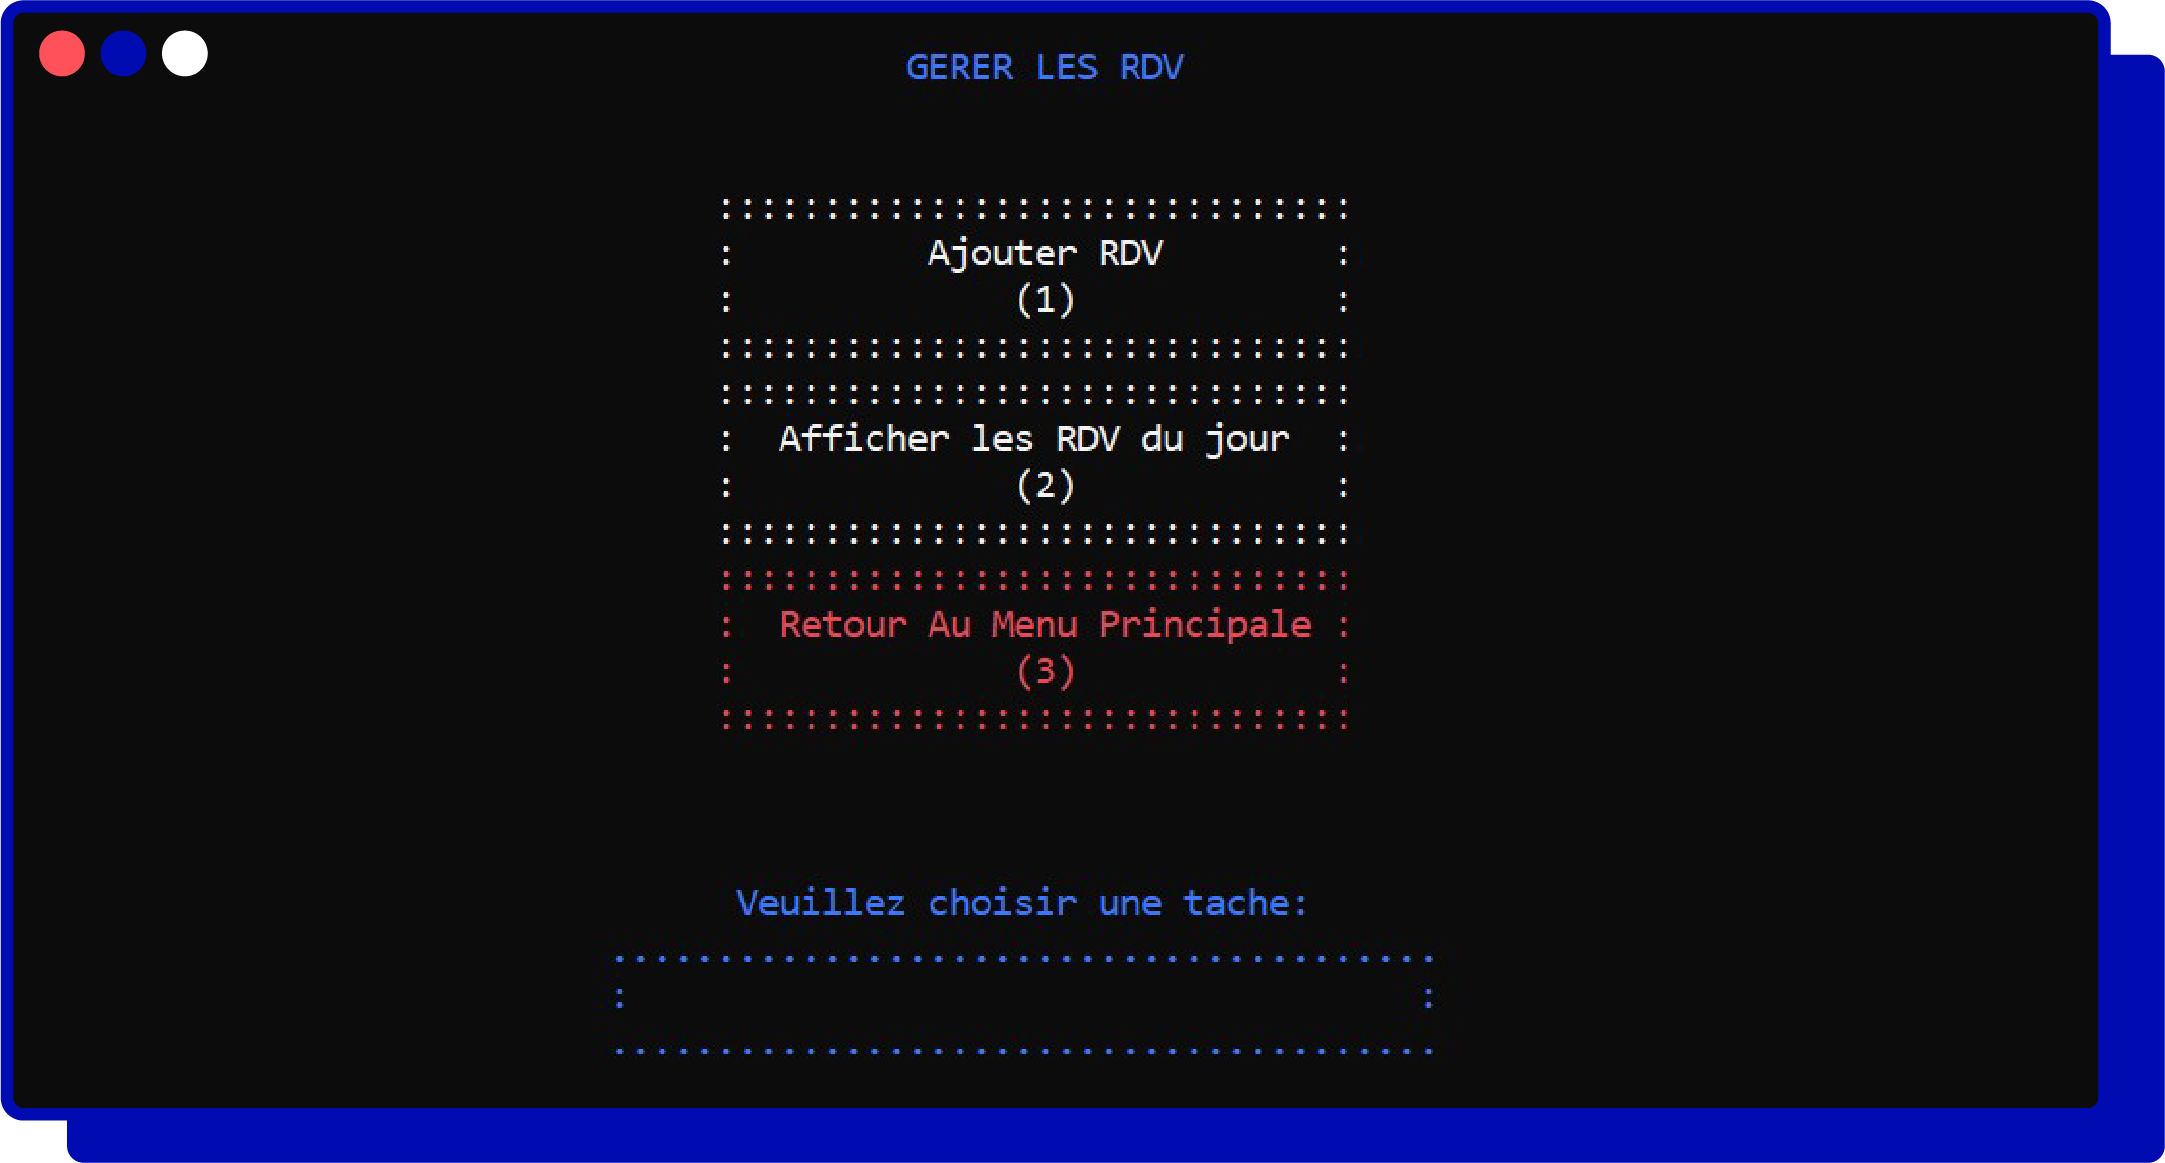 GERER LES RDV
:::::::::::::::::::::::::::::
: Ajouter RDV :
: (1) :
:::::::::::::::::::::::::::::
:::::::::::::::::::::::::::::
: Afficher les RDV du jour :
: (2) :
:::::::::::::::::::::::::::::
:::::::::::::::::::::::::::::
: Retour Au Menu Principale :
: (3) :
:::::::::::::::::::::::::::::
Veuillez choisir une tache:
.......................................
: :
.......................................